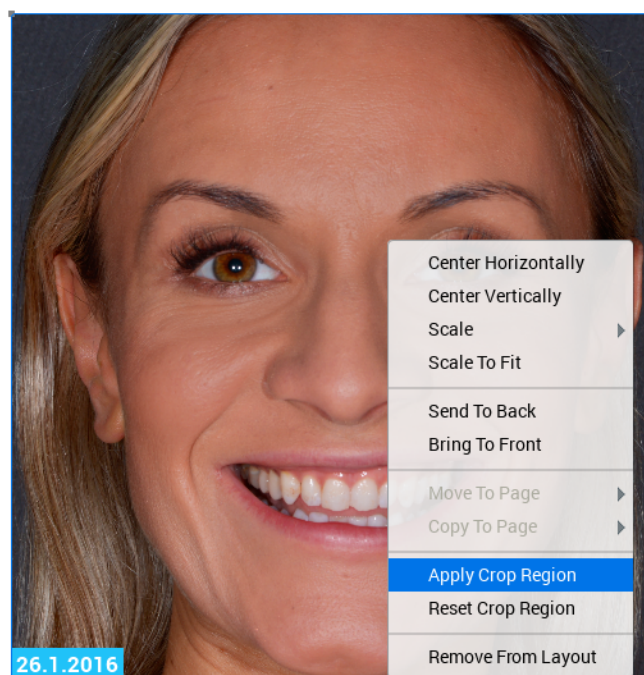 Center Horizontally
Center Vertically
Scale
Scale To Fit
Send To Back
Bring To Front
Move To Page
Copy To Page
Apply Crop Region
Reset Crop Region
Remove From Layout
26.1.2016